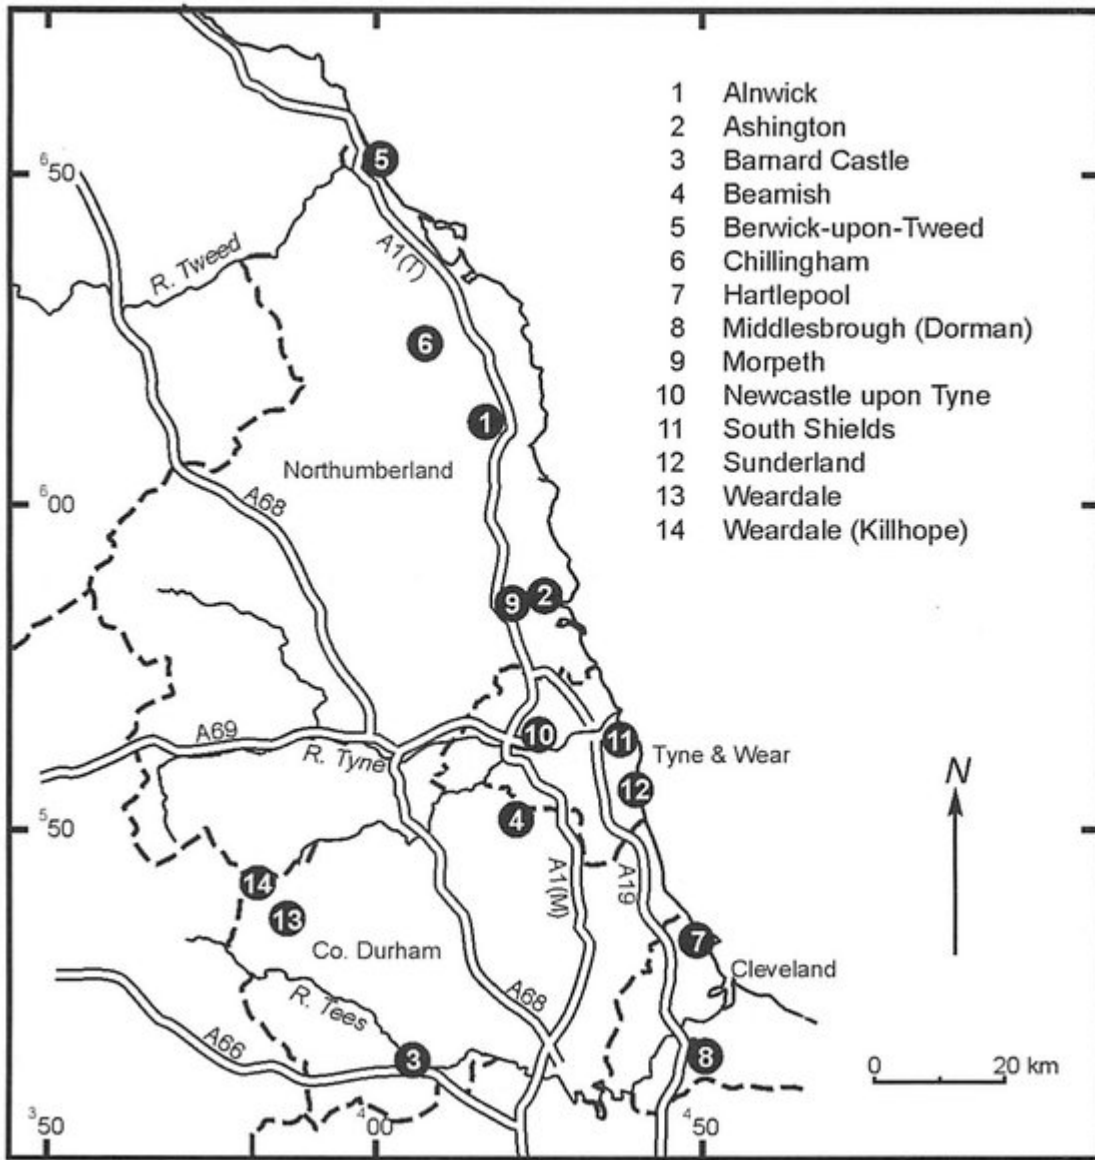 1 Alnwick
2 Ashington
3 Barnard Castle
4 Beamish
5 Berwick-upon-Tweed
6 Chillingham
7 Hartlepool
8 Middlesbrough (Dorman)
9 Morpeth
10 Newcastle upon Tyne
11 South Shields
12 Sunderland
13 Weardale
14 Weardale (Killhope)
5
650
R. Tweed
A1(T)
6
1
Northumberland
A68
600
9
2
A69
R. Tyne
10
11
Tyne & Wear
12
N
4
550
A1(M)
A19
14
13
Co. Durham
7
Cleveland
R. Tees
A68
A66
3
8
0 20 km
350
400
450